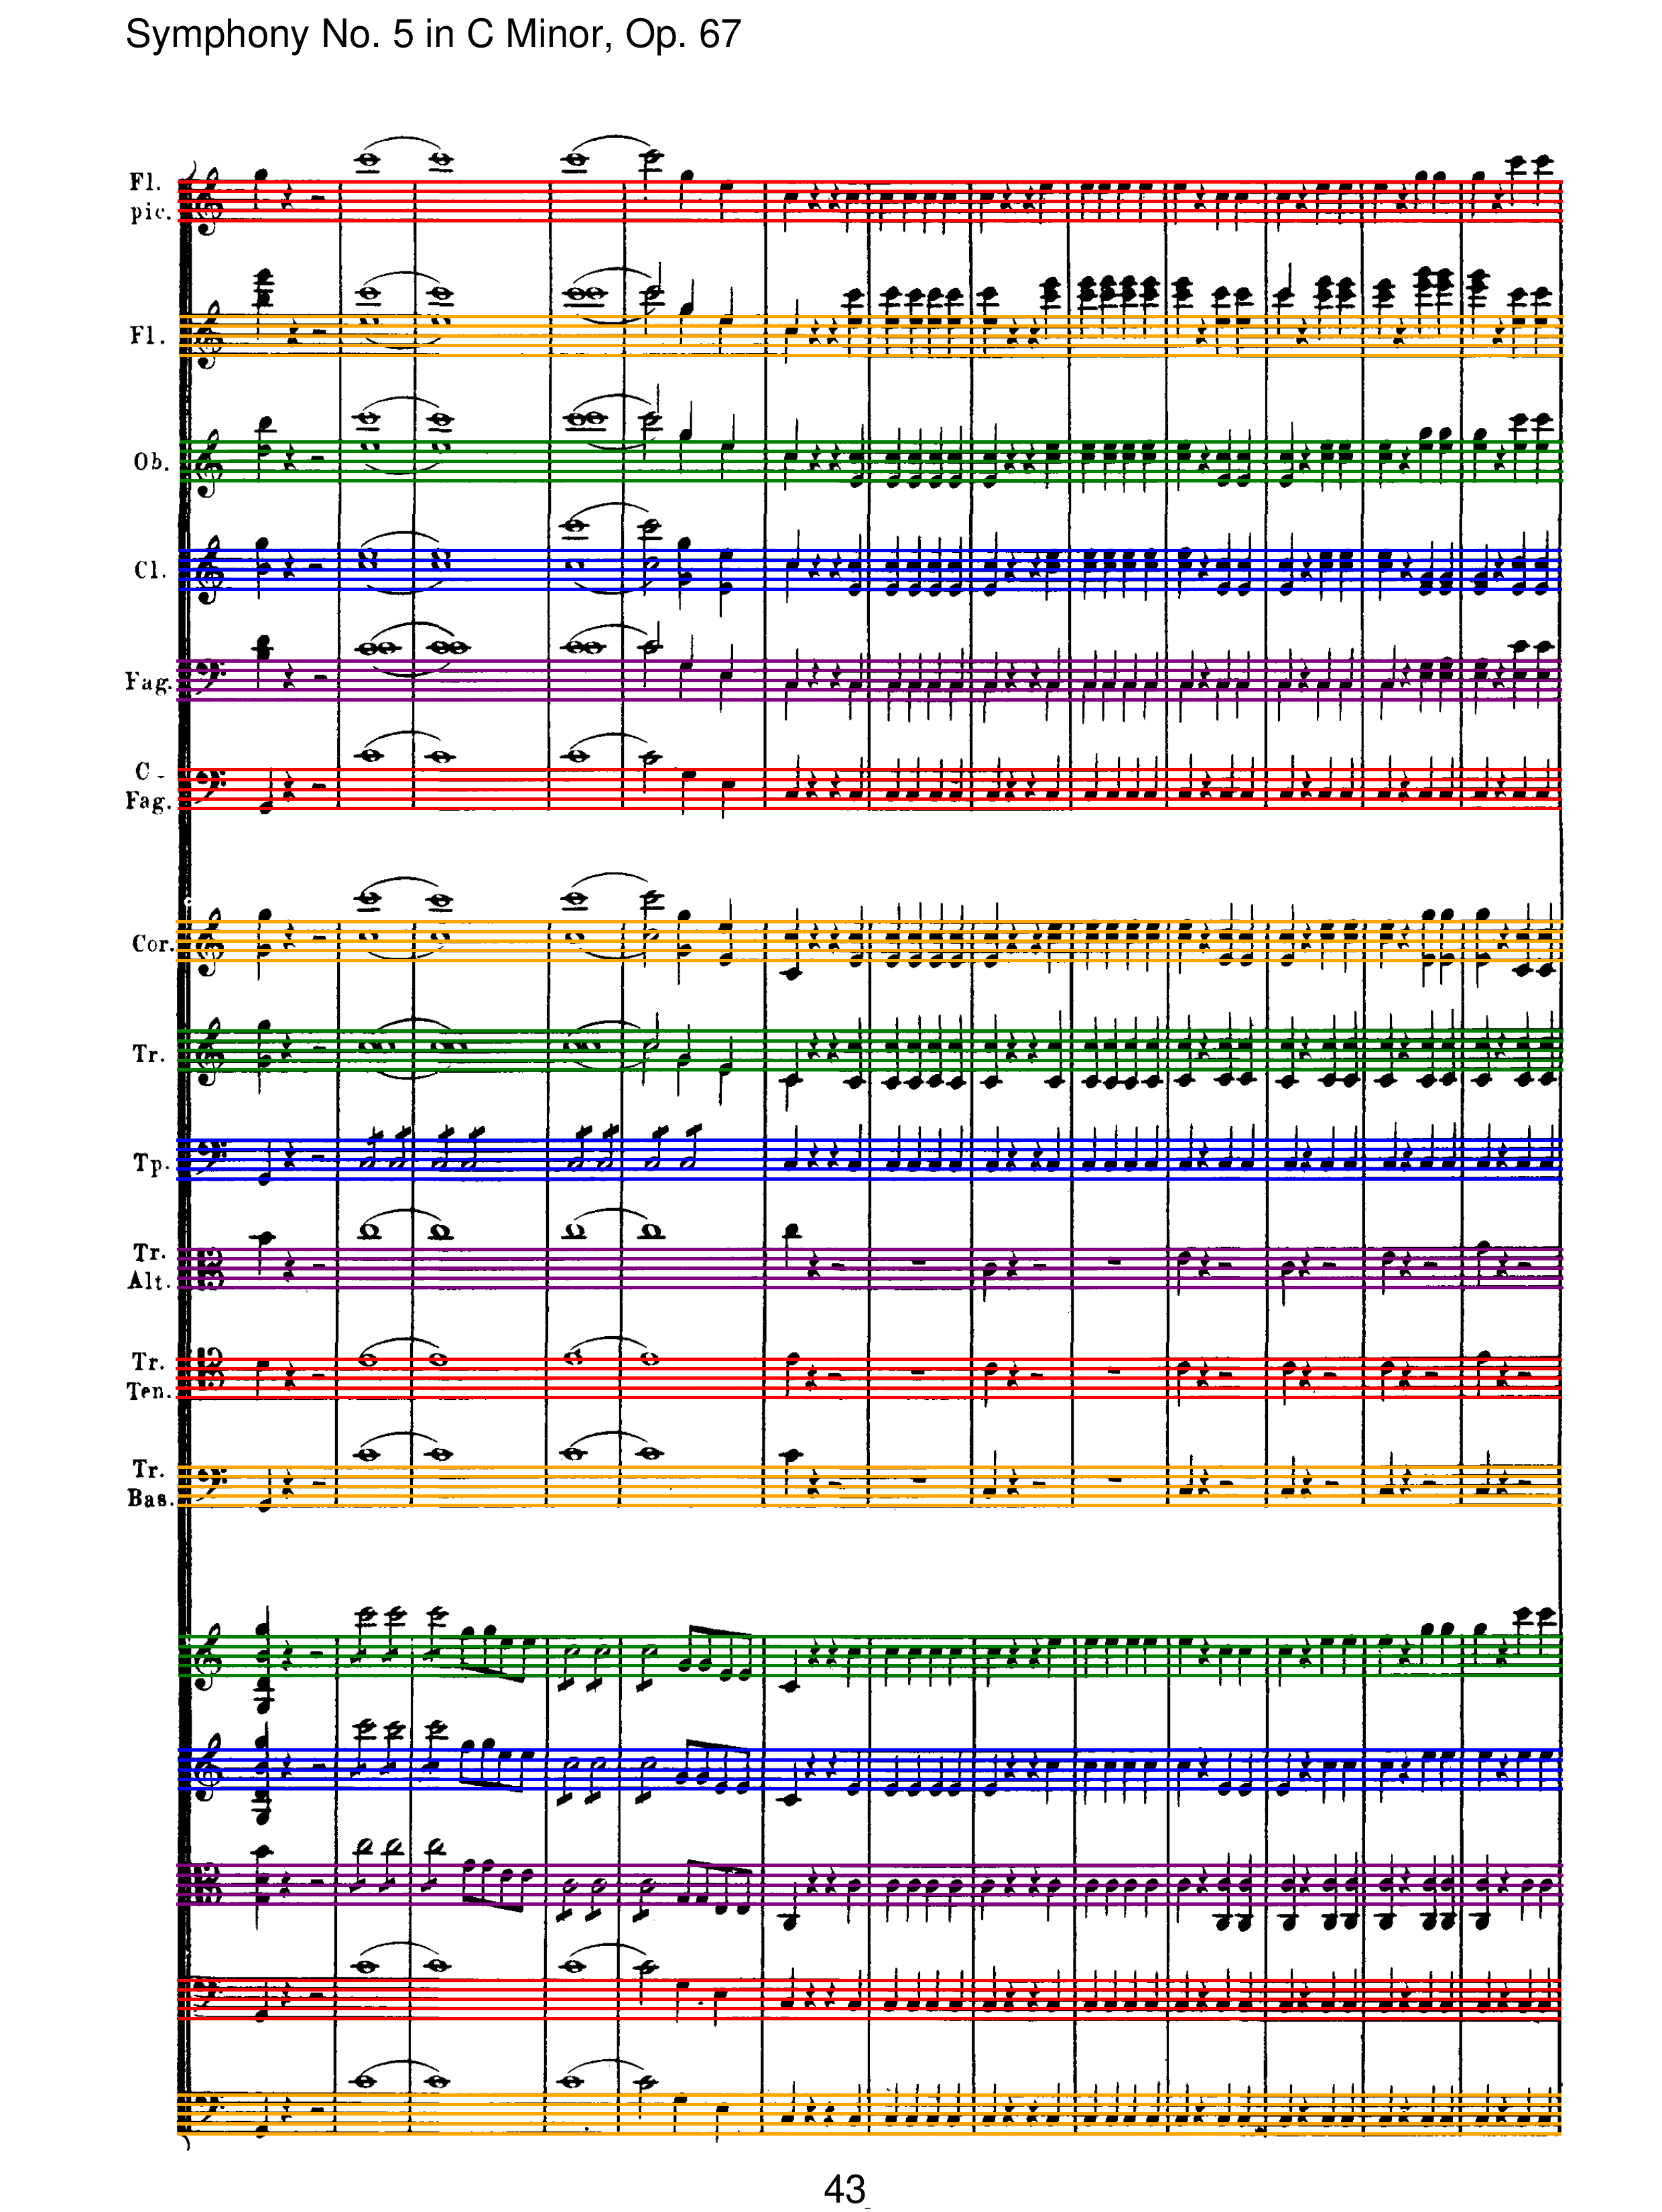 Symphony No. 5 in C Minor, Op. 67
Fl.
pic.
Fl.
Ob.
Cl.
Fag.
C -
Fag.
Cor.
Tr.
Tp.
Tr.
Alt.
Tr.
Ten.
Tr.
Bas.
43